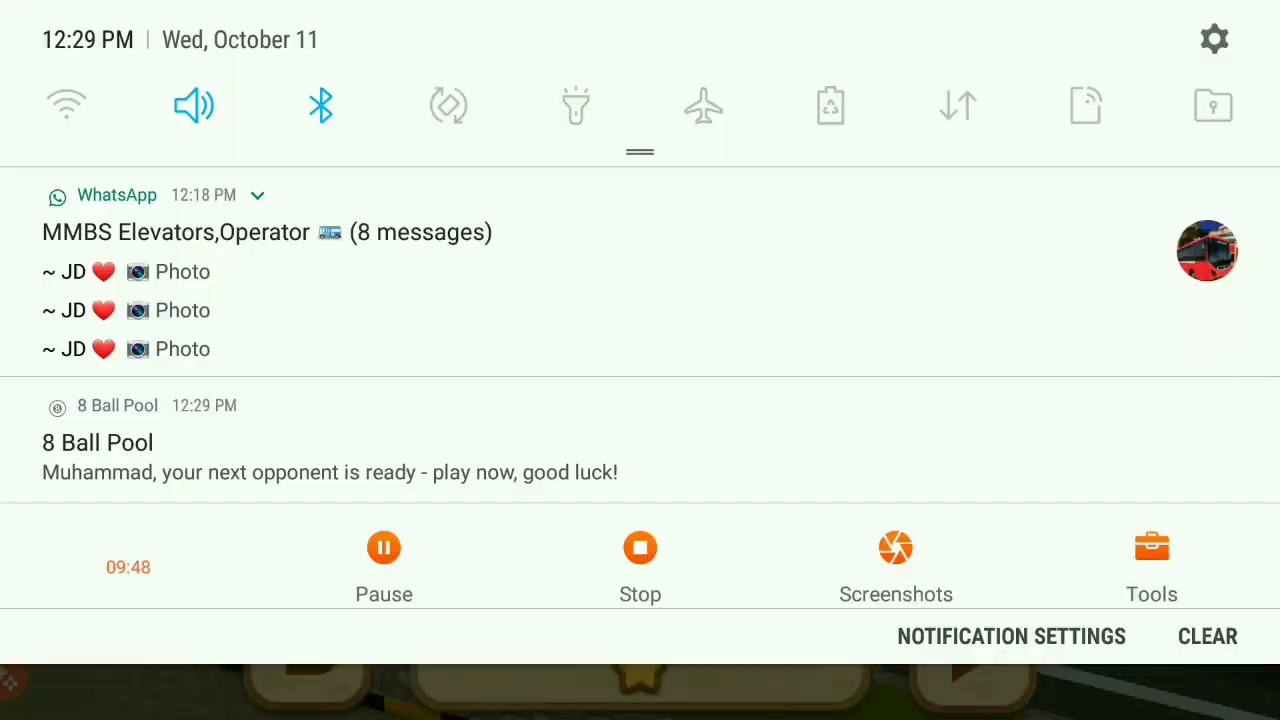 12:29 PM | Wed, October 11
WhatsApp 12:18 PM
MMBS Elevators,Operator 🚌 (8 messages)
~ JD ❤️ 📷 Photo
~ JD ❤️ 📷 Photo
~ JD ❤️ 📷 Photo
8 Ball Pool 12:29 PM
8 Ball Pool
Muhammad, your next opponent is ready - play now, good luck!
09:48
Pause
Stop
Screenshots
Tools
NOTIFICATION SETTINGS CLEAR